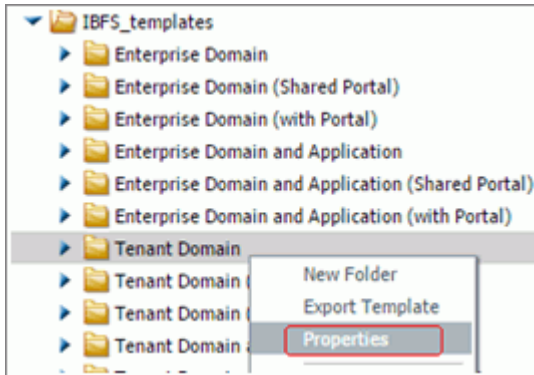 IBFS_templates
Enterprise Domain
Enterprise Domain (Shared Portal)
Enterprise Domain (with Portal)
Enterprise Domain and Application
Enterprise Domain and Application (Shared Portal)
Enterprise Domain and Application (with Portal)
Tenant Domain
Tenant Domain (
New Folder
Tenant Domain (
Export Template
Tenant Domain
Properties